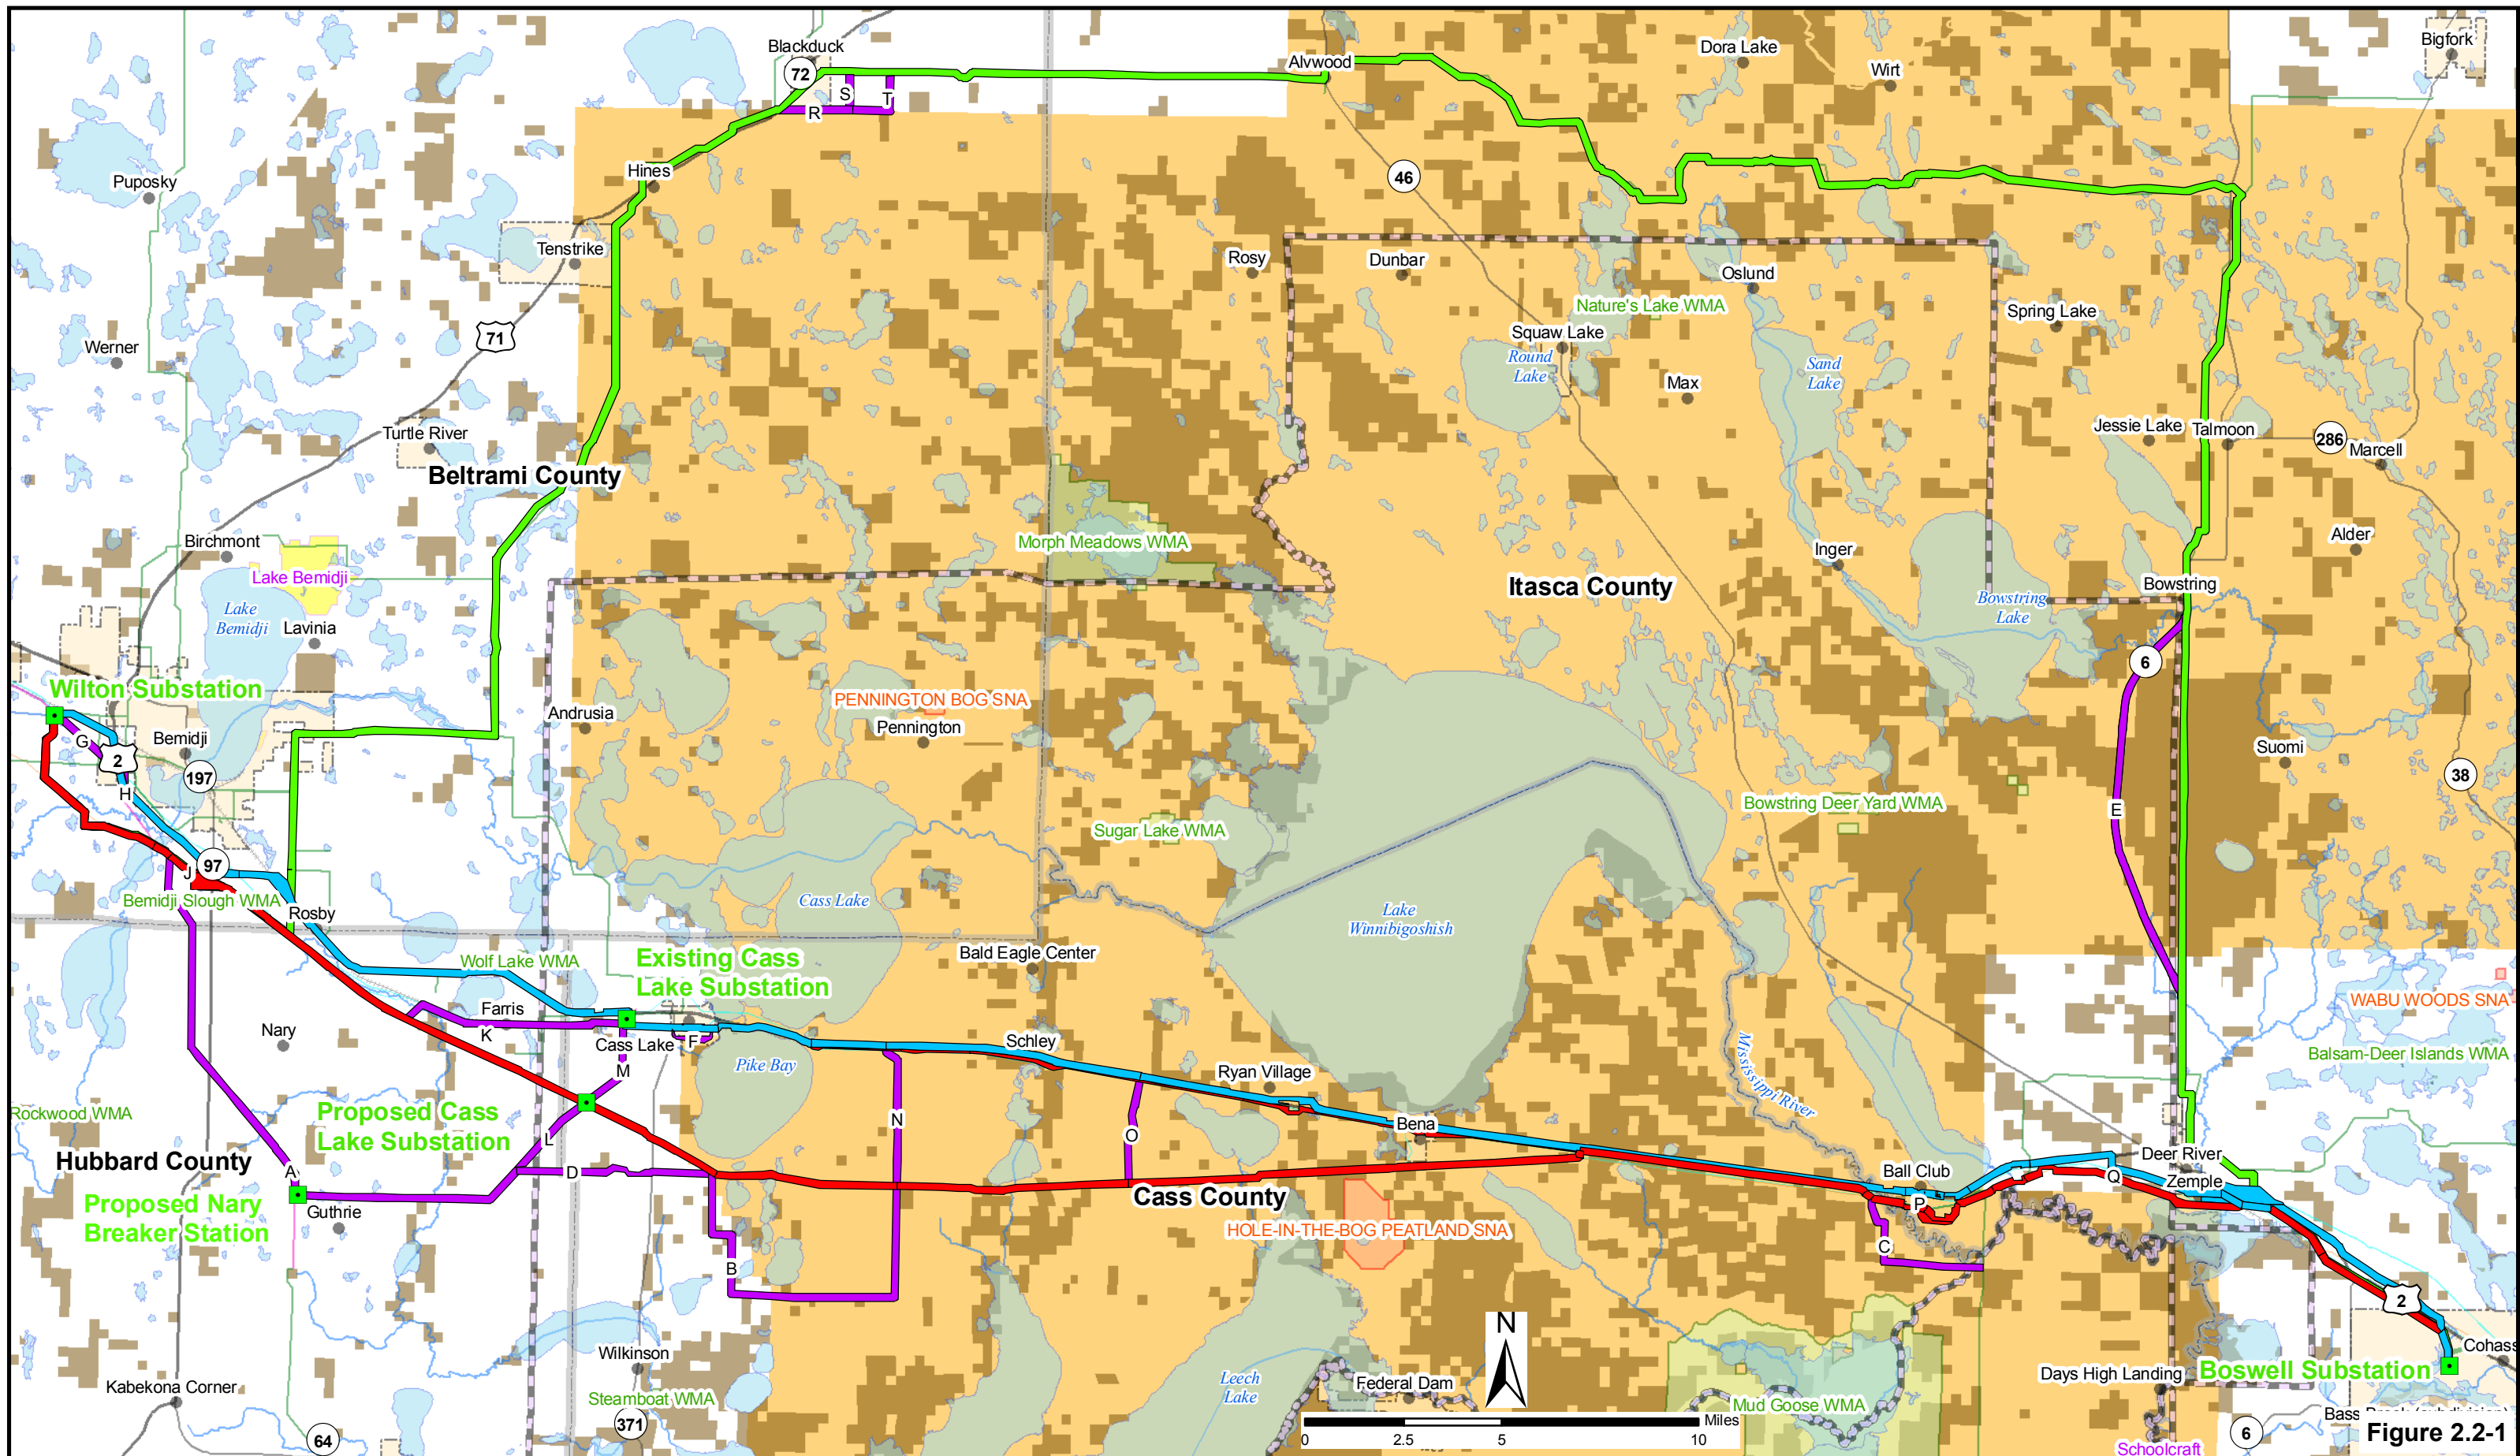 Blackduck
72
Alvwood
Dora Lake
Wirt
Bigfork
S
T
R
Hines
Puposky
46
Tenstrike
Rosy
Dunbar
Oslund
Nature's Lake WMA
Spring Lake
71
Werner
Squaw Lake
Round
Lake
Sand
Lake
Max
Turtle River
Jessie Lake
Talmoon
286
Marcell
Beltrami County
Birchmont
Morph Meadows WMA
Inger
Alder
Lake Bemidji
Itasca County
Bowstring
Lake
Bemidji
Lavinia
Bowstring
Lake
6
Wilton Substation
PENNINGTON BOG SNA
Andrusia
Pennington
G
Bemidji
2
197
Suomi
38
H
Sugar Lake WMA
Bowstring Deer Yard WMA
E
97
J
Bemidji Slough WMA
Rosby
Cass Lake
Lake
Winnibigoshish
Bald Eagle Center
Wolf Lake WMA
Existing Cass
Lake Substation
WABU WOODS SNA
Farris
K
Nary
Cass Lake
F
Schley
Balsam-Deer Islands WMA
Pike Bay
M
Ryan Village
Mississippi River
Rockwood WMA
Proposed Cass
Lake Substation
N
O
Bena
L
Hubbard County
A
D
Deer River
Ball Club
Q
Zemple
Proposed Nary
Breaker Station
Guthrie
Cass County
P
HOLE-IN-THE-BOG PEATLAND SNA
C
B
2
N
Wilkinson
Cohass
Kabekona Corner
Leech
Lake
Federal Dam
Days High Landing
Boswell Substation
Steamboat WMA
371
Mud Goose WMA
Miles
0 2.5 5 10
64
6
Figure 2.2-1
Schoolcraft